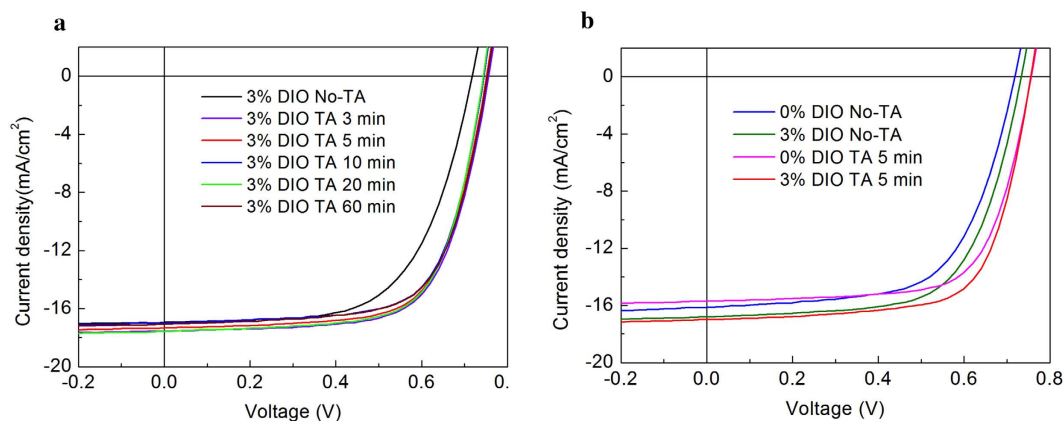 a
0
-4
-8
-12
-16
-20
-0.2
0.0
0.2
0.4
0.6
0.
Current density(mA/cm²)
Voltage (V)
3% DIO No-TA
3% DIO TA 3 min
3% DIO TA 5 min
3% DIO TA 10 min
3% DIO TA 20 min
3% DIO TA 60 min
b
0
-4
-8
-12
-16
-20
-0.2
0.0
0.2
0.4
0.6
0.8
Current density (mA/cm²)
Voltage (V)
0% DIO No-TA
3% DIO No-TA
0% DIO TA 5 min
3% DIO TA 5 min